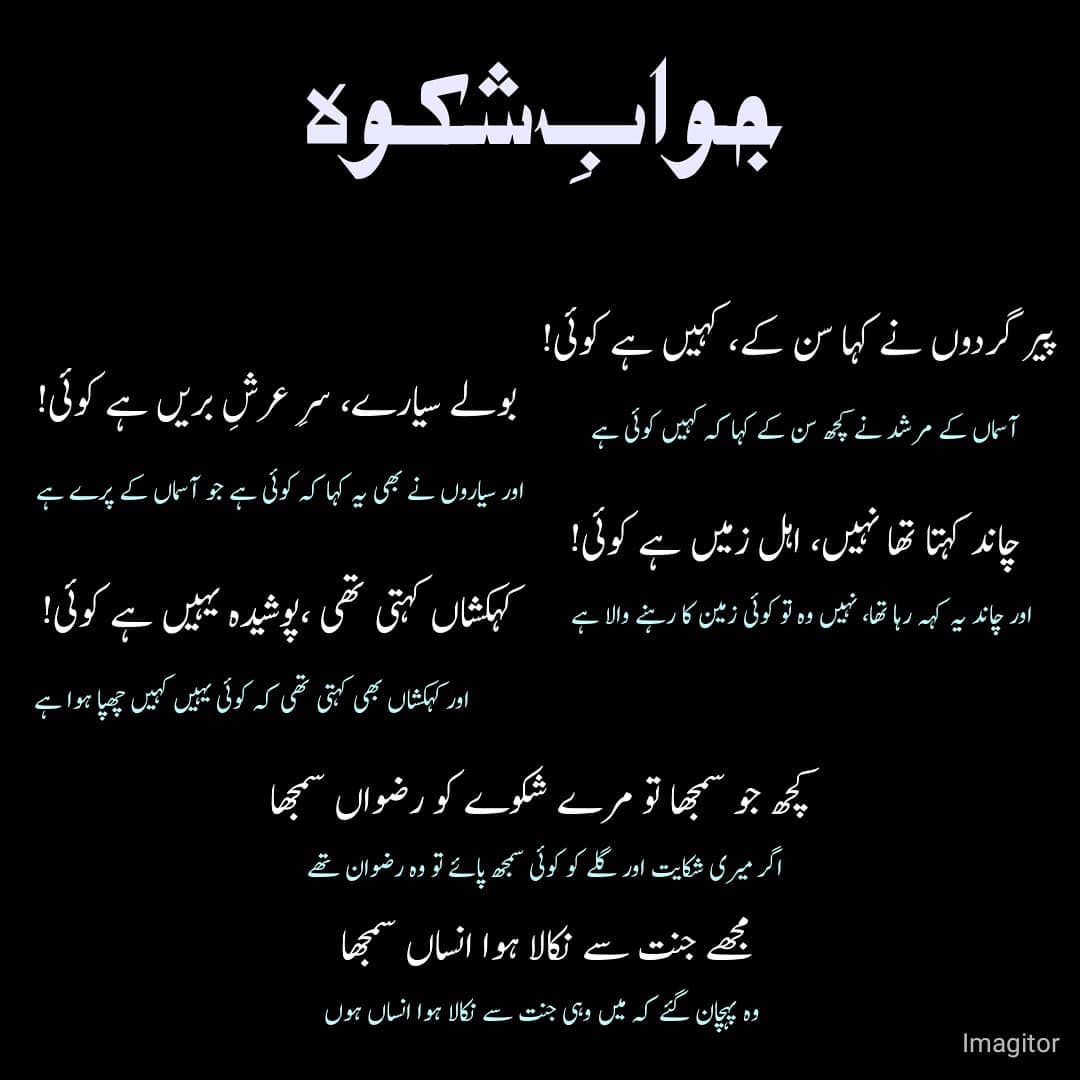 جوابِ شکوہ
پیر گردوں نے کہا سن کے، کہیں ہے کوئی!
آسماں کے مرشد نے کچھ سن کے کہا کہ کہیں کوئی ہے
بولے سیارے، سرِ عرشِ بریں ہے کوئی!
اور سیاروں نے بھی یہ کہا کہ کوئی ہے جو آسماں کے پرے ہے
چاند کہتا تھا نہیں، اہل زمیں ہے کوئی!
اور چاند یہ کہہ رہا تھا، نہیں وہ تو کوئی زمین کا رہنے والا ہے
کہکشاں کہتی تھی ،پوشیدہ یہیں ہے کوئی!
اور کہکشاں بھی کہتی تھی کہ کوئی یہیں کہیں چھپا ہوا ہے
کچھ جو سمجھا تو مرے شکوے کو رضواں سمجھا
اگر میری شکایت اور گلے کو کوئی سمجھ پائے تو وہ رضوان تھے
مجھے جنت سے نکالا ہوا انساں سمجھا
وہ پہچان گئے کہ میں وہی جنت سے نکالا ہوا انساں ہوں
Imagitor